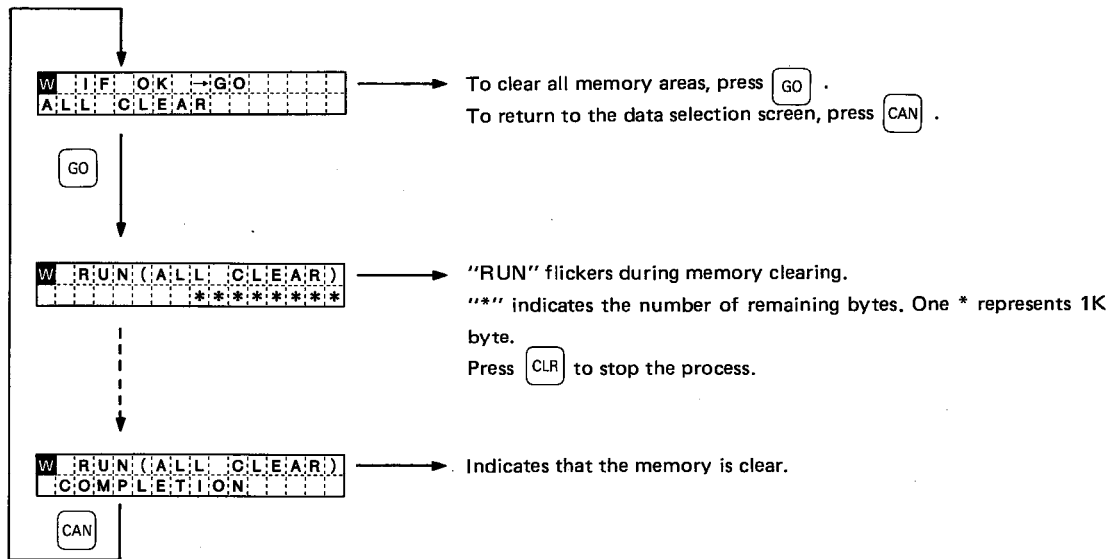 W IF OK →GO
ALL CLEAR
To clear all memory areas, press GO .
To return to the data selection screen, press CAN .
GO
W RUN(ALL CLEAR)
********
"RUN" flickers during memory clearing.
"*" indicates the number of remaining bytes. One * represents 1K
byte.
Press CLR to stop the process.
W RUN(ALL CLEAR)
COMPLETION
Indicates that the memory is clear.
CAN